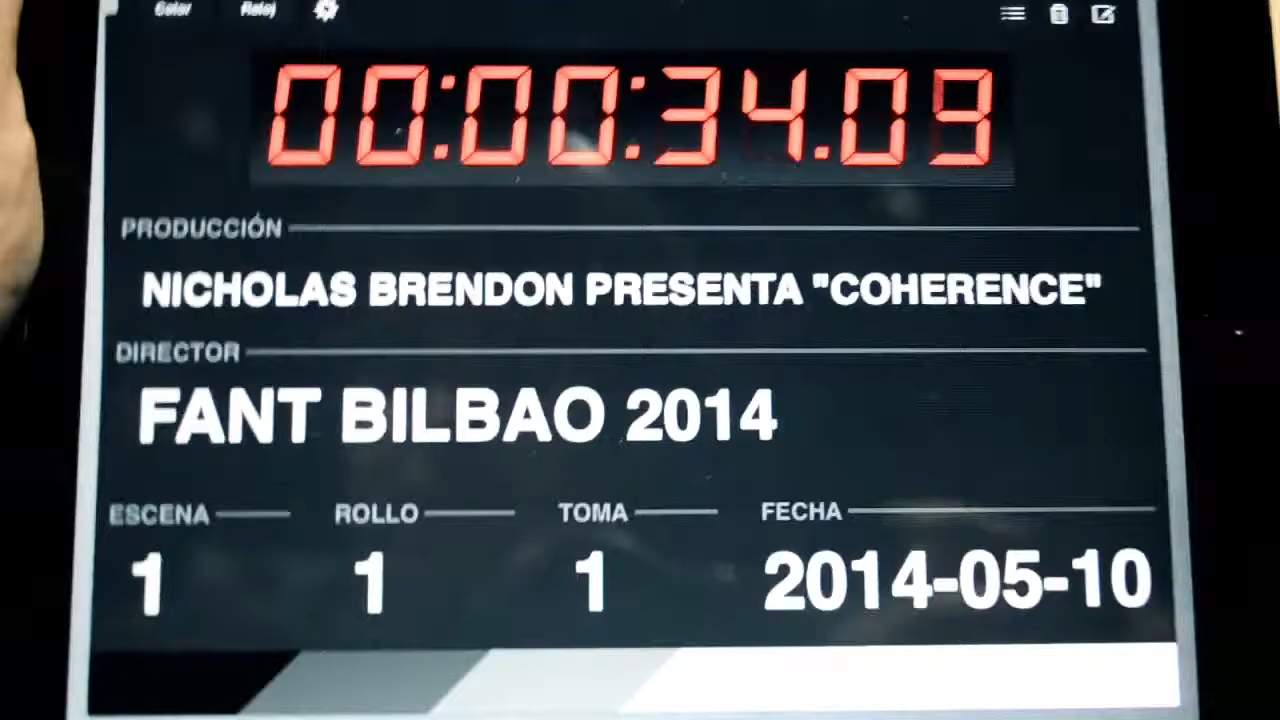 Color Reloj
00:00:34.09
PRODUCCIÓN
NICHOLAS BRENDON PRESENTA "COHERENCE"
DIRECTOR
FANT BILBAO 2014
ESCENA ROLLO TOMA FECHA
1 1 1 2014-05-10